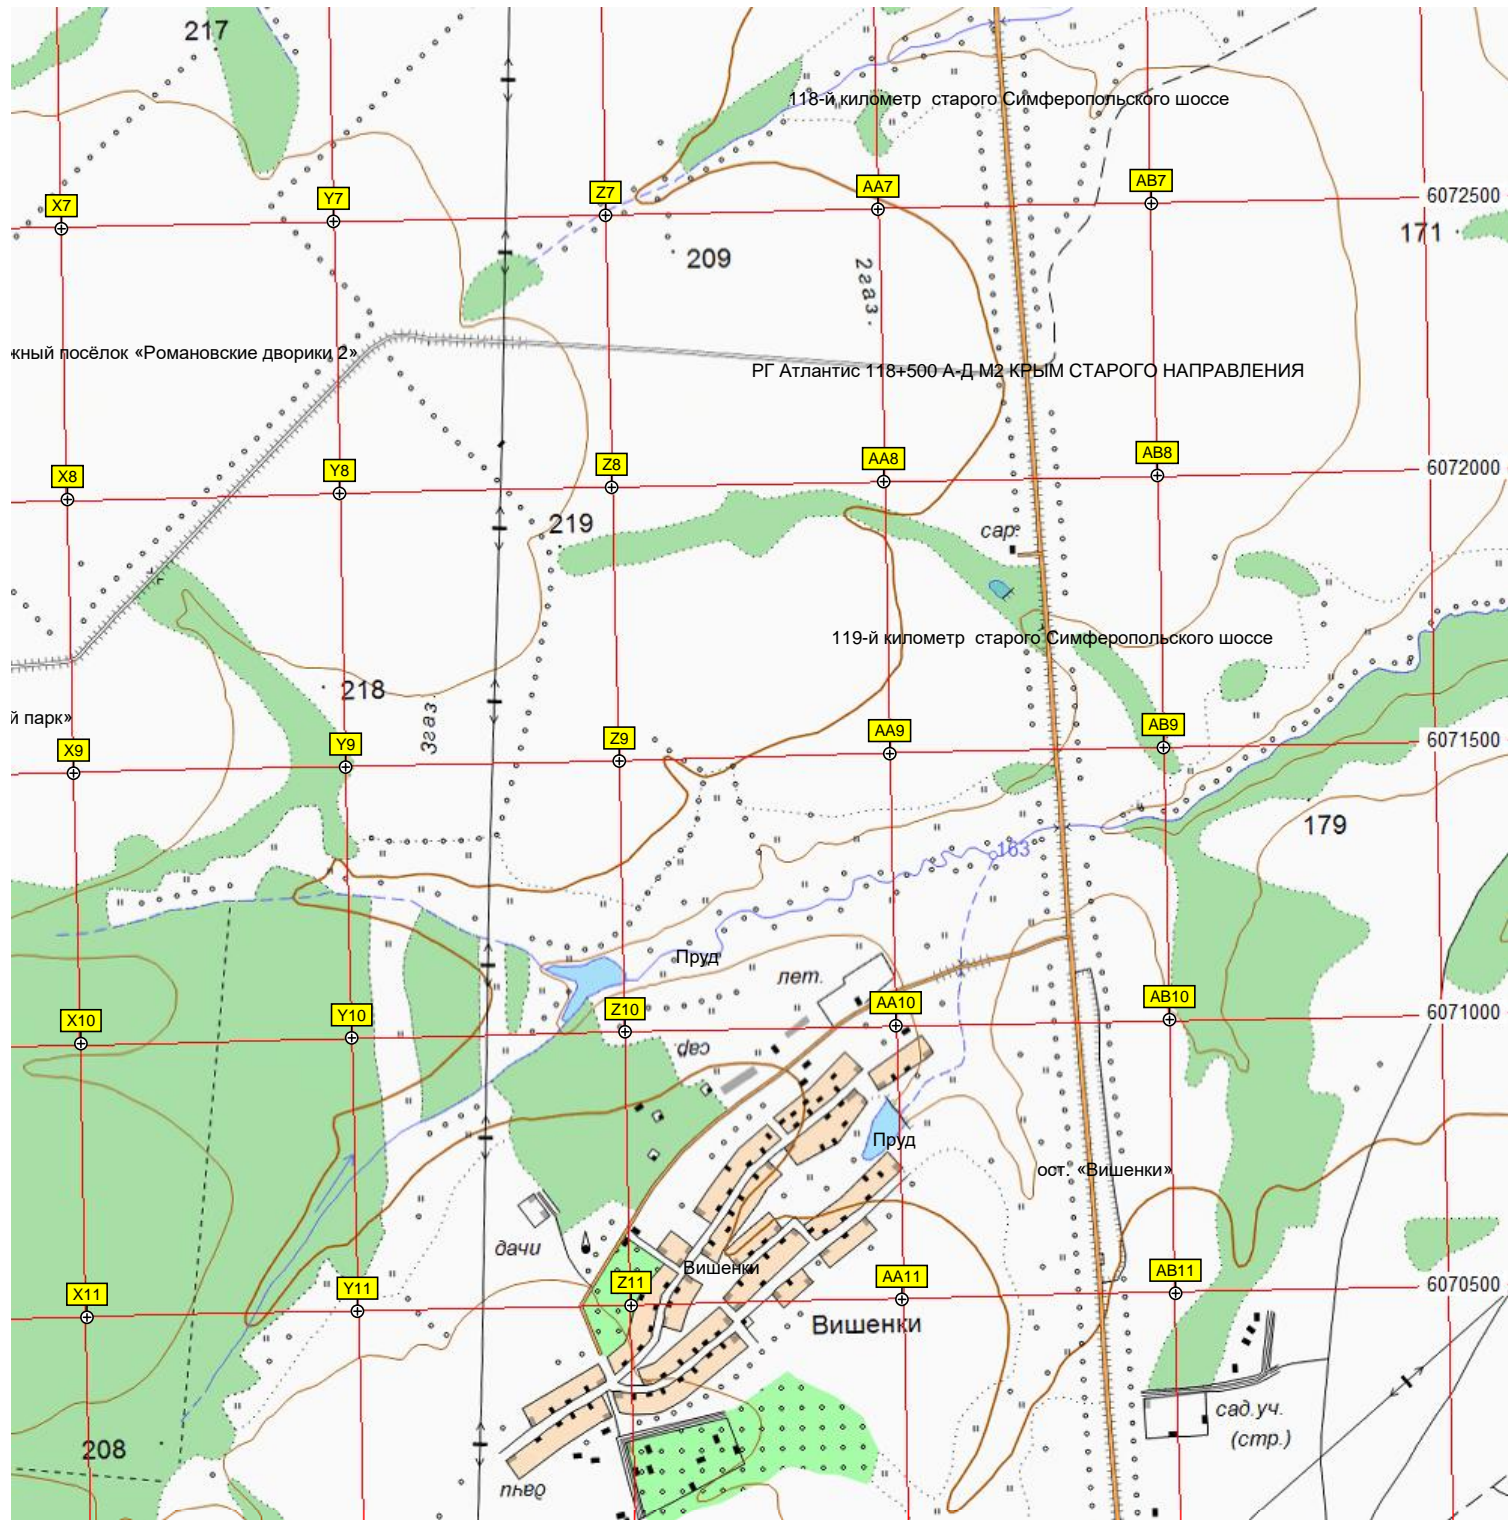 217
118-й километр  старого Симферопольского шоссе
X7
Y7
Z7
AA7
AB7
6072500
171
209
2газ.
жный посёлок «Романовские дворики 2»
РГ Атлантис 118+500 А-Д М2 КРЫМ СТАРОГО НАПРАВЛЕНИЯ
X8
Y8
Z8
AA8
AB8
6072000
219
сар.
119-й километр  старого Симферопольского шоссе
218
3газ.
й парк»
X9
Y9
Z9
AA9
AB9
6071500
179
163
Пруд
лет.
X10
Y10
Z10
AA10
AB10
6071000
сар.
Пруд
ост. «Вишенки»
дачи
Вишенки
X11
Y11
Z11
AA11
AB11
6070500
Вишенки
сад.уч.
(стр.)
208
дачи